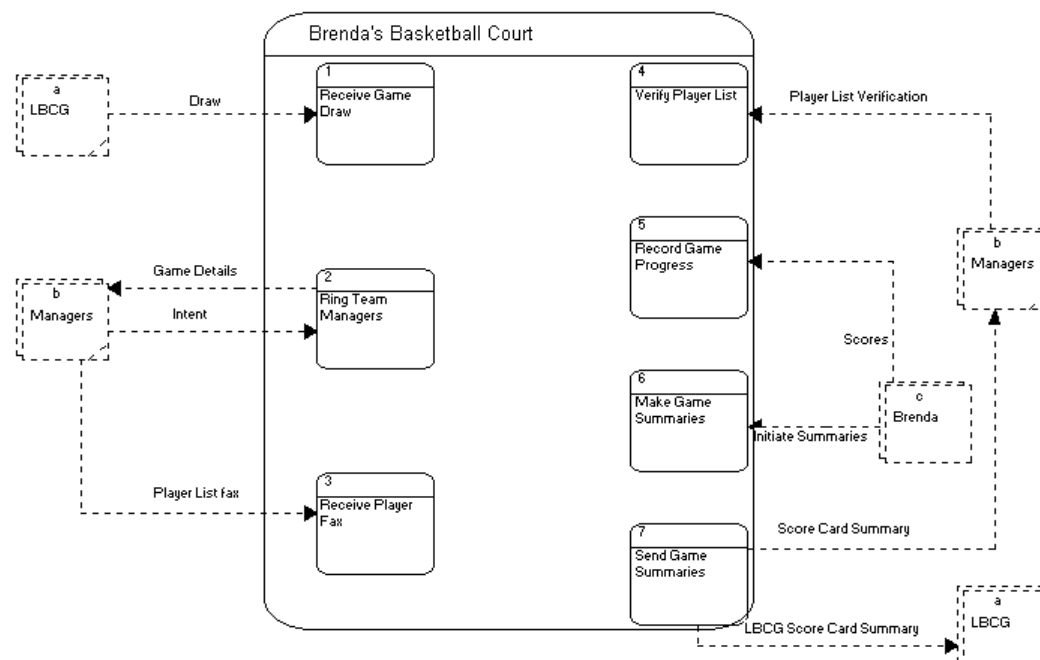 Brenda's Basketball Court
a
LBCG
Draw
1
Receive Game
Draw
4
Verify Player List
Player List Verification
5
Record Game
Progress
b
Managers
Game Details
Intent
b
Managers
2
Ring Team
Managers
Scores
6
Make Game
Summaries
c
Brenda
Initiate Summaries
Player List fax
3
Receive Player
Fax
7
Send Game
Summaries
Score Card Summary
LBCG Score Card Summary
a
LBCG